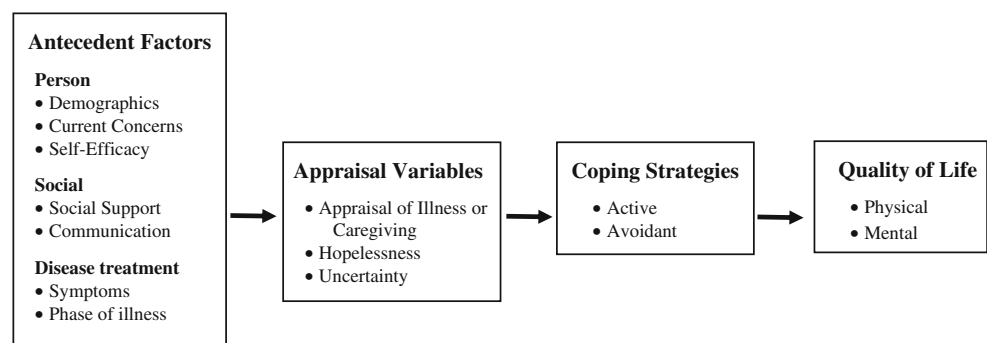 Antecedent Factors
Person
• Demographics
• Current Concerns
• Self-Efficacy
Social
• Social Support
• Communication
Disease treatment
• Symptoms
• Phase of illness
Appraisal Variables
• Appraisal of Illness or
Caregiving
• Hopelessness
• Uncertainty
Coping Strategies
• Active
• Avoidant
Quality of Life
• Physical
• Mental